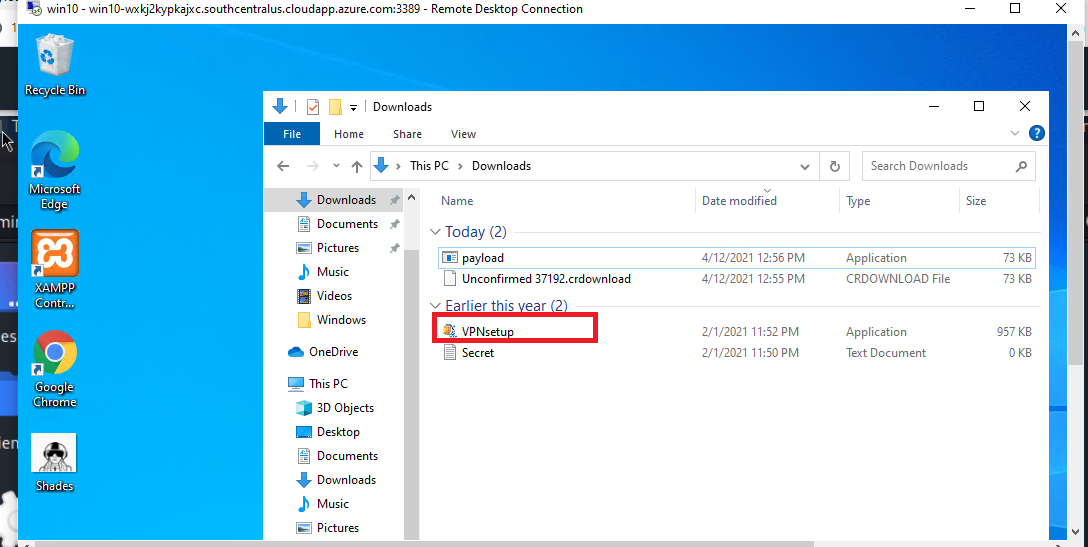 win10 - win10-wxkj2kypkajxc.southcentralus.cloudapp.azure.com:3389 - Remote Desktop Connection
Recycle Bin
Microsoft
Edge
XAMPP
Contr...
Google
Chrome
Shades
Downloads
File Home Share View
This PC > Downloads
Search Downloads
Downloads
Documents
Pictures
Music
Videos
Windows
OneDrive
This PC
3D Objects
Desktop
Documents
Downloads
Music
Pictures
Name Date modified Type Size
Today (2)
payload 4/12/2021 12:56 PM Application 73 KB
Unconfirmed 37192.crdownload 4/12/2021 12:55 PM CRDOWNLOAD File 73 KB
Earlier this year (2)
VPNsetup 2/1/2021 11:52 PM Application 957 KB
Secret 2/1/2021 11:50 PM Text Document 0 KB